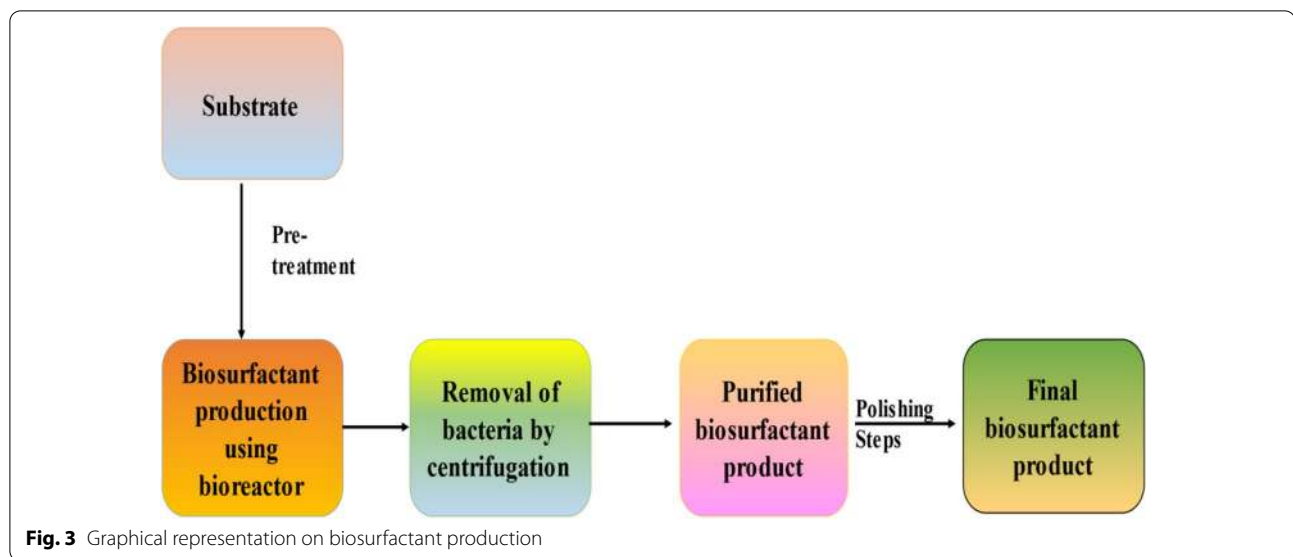 Substrate
Pre-
treatment
Biosurfactant
production
using
bioreactor
Removal of
bacteria by
centrifugation
Purified
biosurfactant
product
Polishing
Steps
Final
biosurfactant
product
Fig. 3 Graphical representation on biosurfactant production